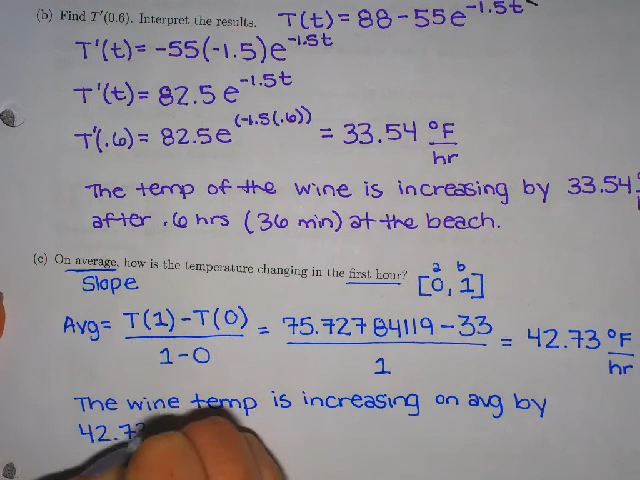 (b) Find T'(0.6). Interpret the results. T(t) = 88 - 55e^-1.5t
T'(t) = -55(-1.5)e^-1.5t
T'(t) = 82.5 e^-1.5t
T'(.6) = 82.5e^(-1.5(.6)) = 33.54 °F/hr
The temp of the wine is increasing by 33.54
after .6 hrs (36 min) at the beach.
(c) On average, how is the temperature changing in the first hour? [0, 1]
a b
Slope
Avg = T(1) - T(0) / 1 - 0 = 75.72784119 - 33 / 1 = 42.73 °F/hr
The wine temp is increasing on avg by
42.73